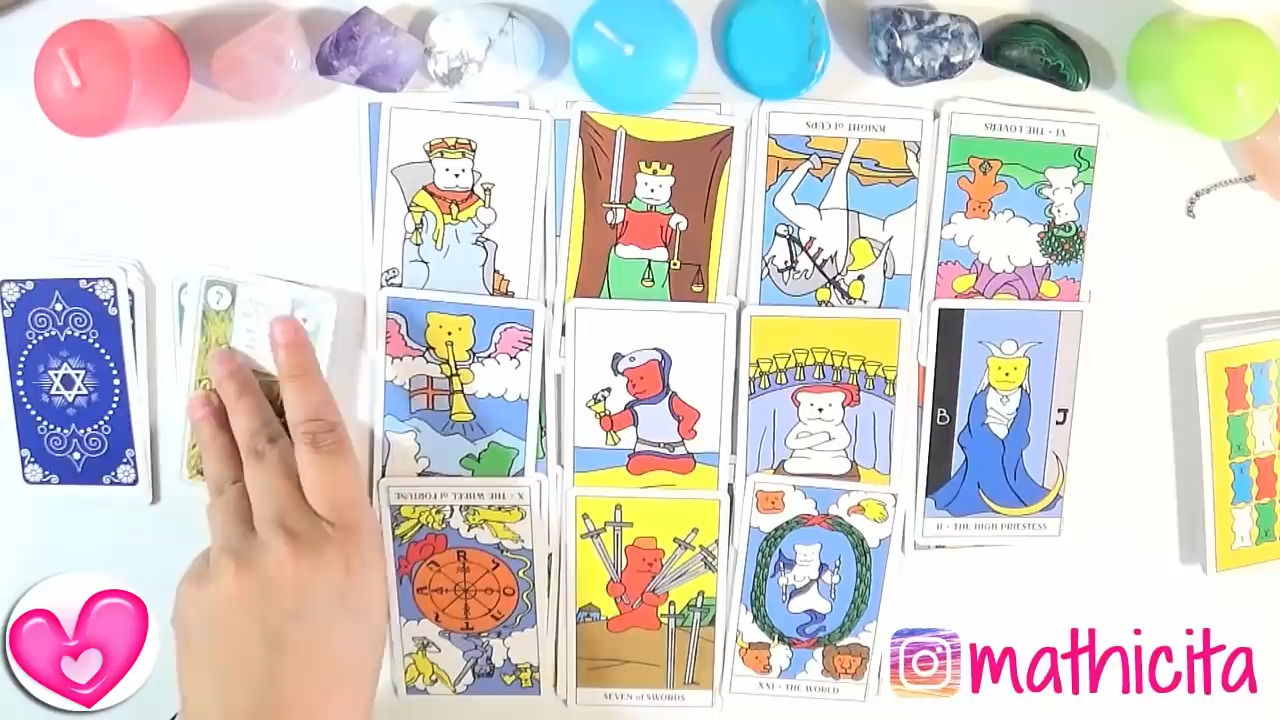 KNIGHT of CUPS
VI • THE LOVERS
7
B J
II • THE HIGH PRIESTESS
X • THE WHEEL of FORTUNE
SEVEN of SWORDS
XXI • THE WORLD
mathicita